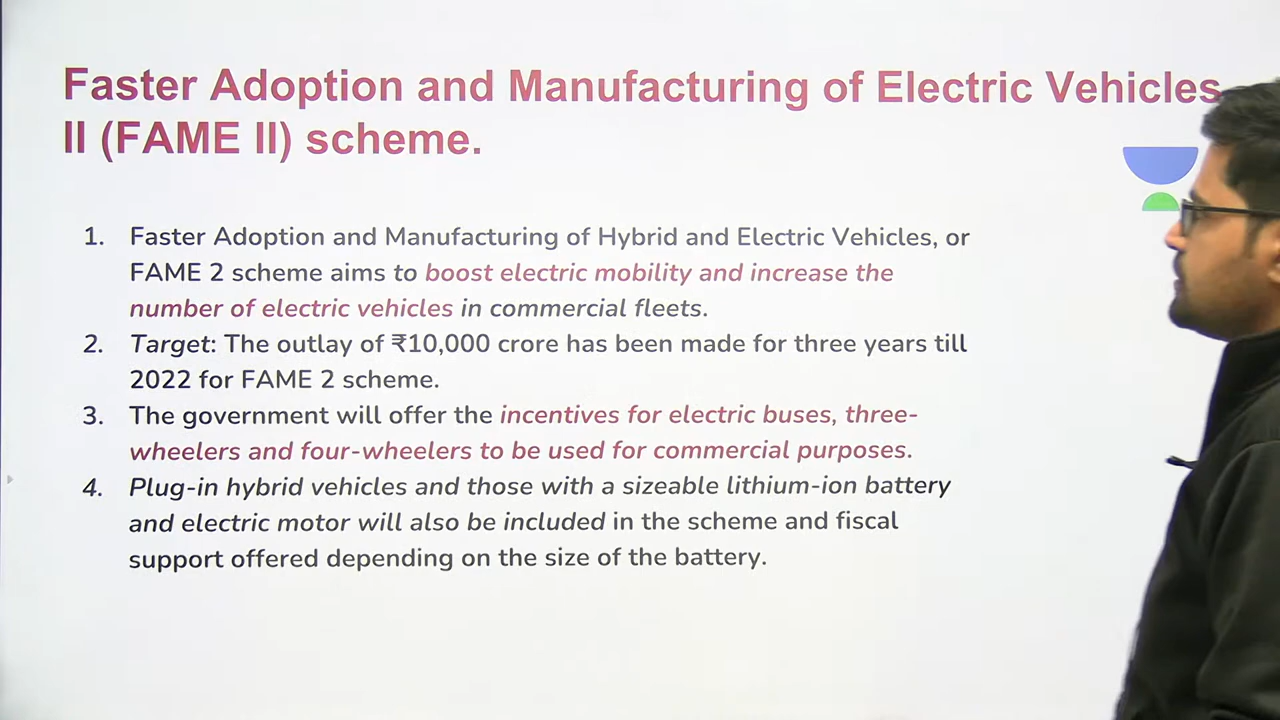 Faster Adoption and Manufacturing of Electric Vehicles
II (FAME II) scheme.
1. Faster Adoption and Manufacturing of Hybrid and Electric Vehicles, or
FAME 2 scheme aims to boost electric mobility and increase the
number of electric vehicles in commercial fleets.
2. Target: The outlay of ₹10,000 crore has been made for three years till
2022 for FAME 2 scheme.
3. The government will offer the incentives for electric buses, three-
wheelers and four-wheelers to be used for commercial purposes.
4. Plug-in hybrid vehicles and those with a sizeable lithium-ion battery
and electric motor will also be included in the scheme and fiscal
support offered depending on the size of the battery.